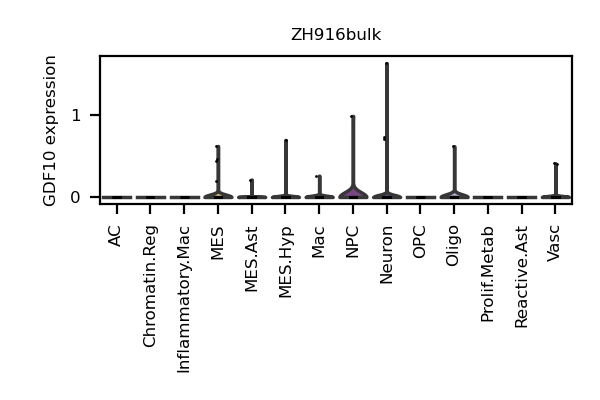 ZH916bulk
GDF10 expression
1
0
AC
Chromatin.Reg
Inflammatory.Mac
MES
MES.Ast
MES.Hyp
Mac
NPC
Neuron
OPC
Oligo
Prolif.Metab
Reactive.Ast
Vasc